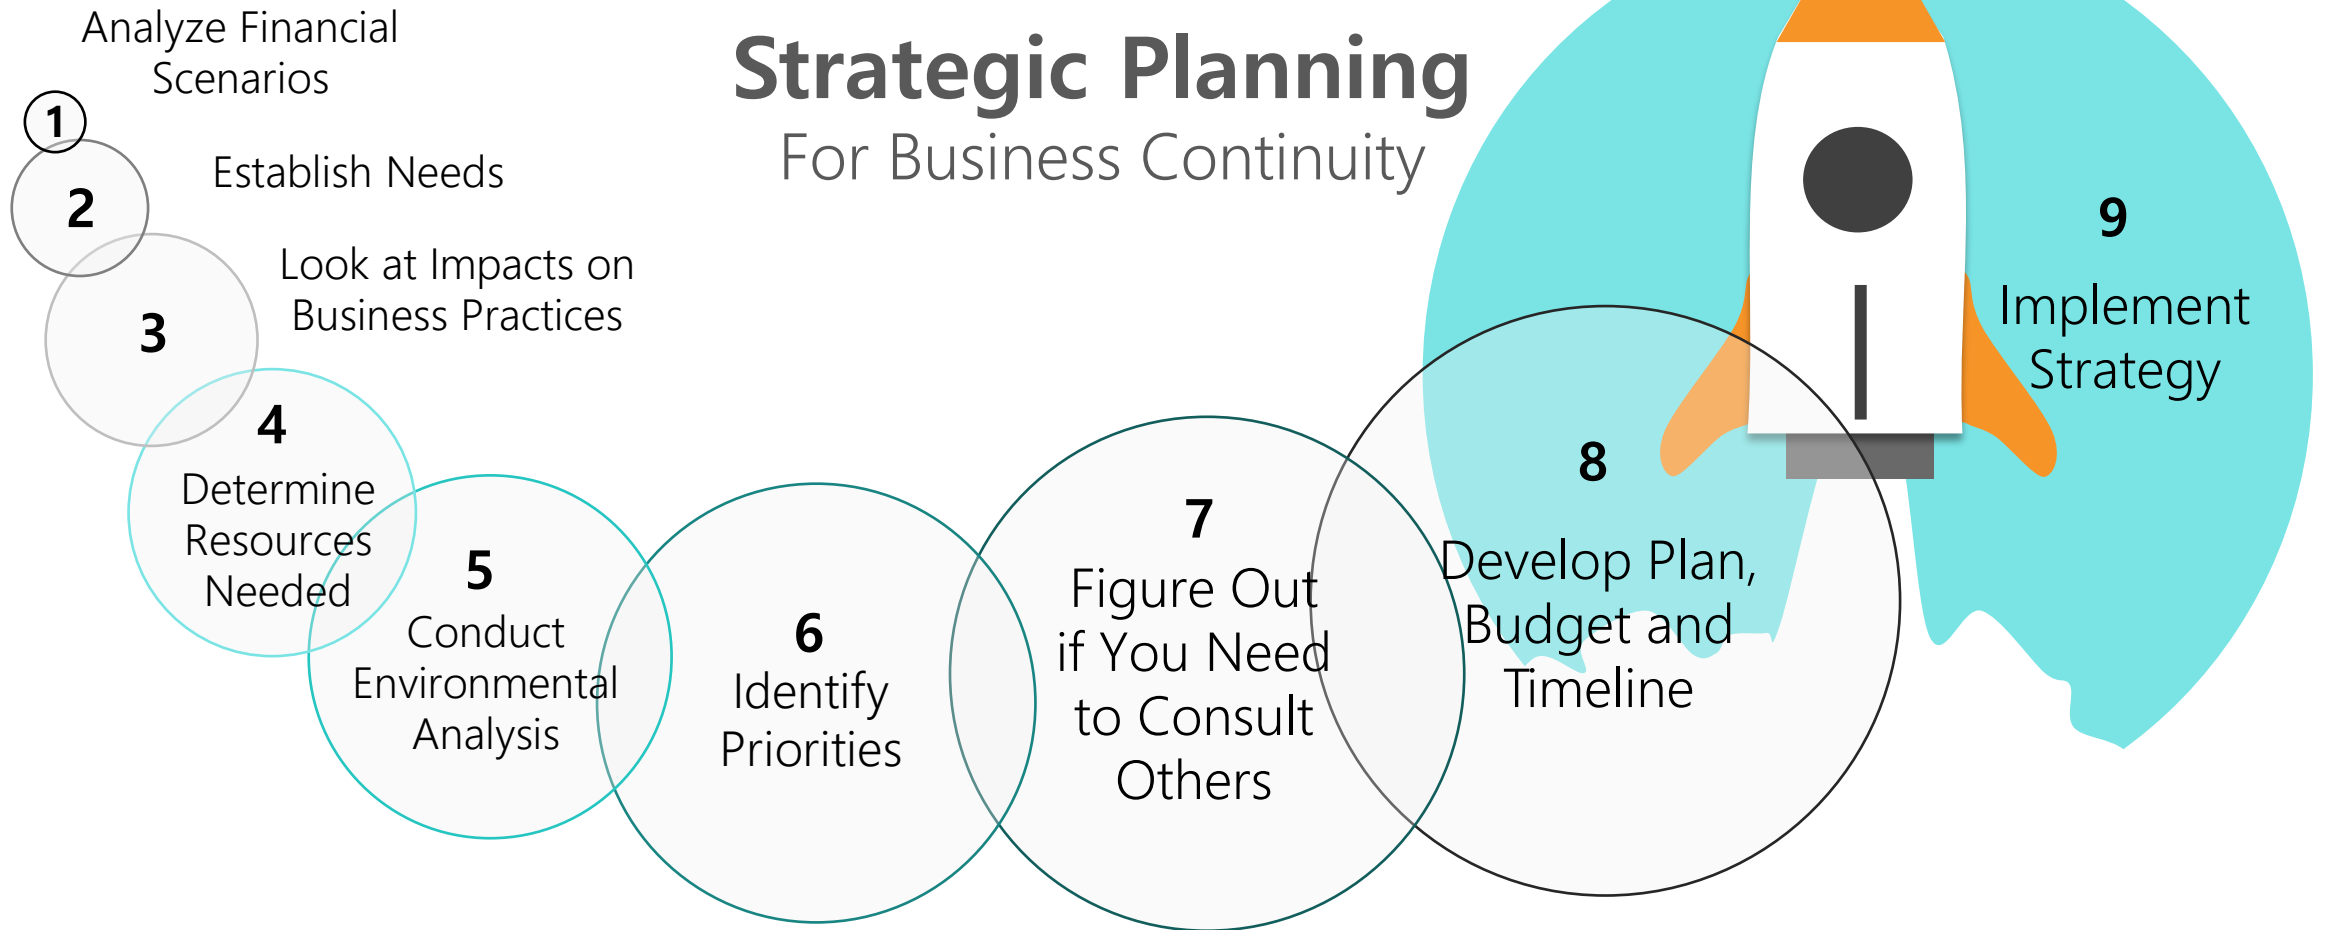 Strategic Planning
For Business Continuity
1
Analyze Financial
Scenarios
2
Establish Needs
3
Look at Impacts on
Business Practices
4
Determine
Resources
Needed
5
Conduct
Environmental
Analysis
6
Identify
Priorities
7
Figure Out
if You Need
to Consult
Others
8
Develop Plan,
Budget and
Timeline
9
Implement
Strategy